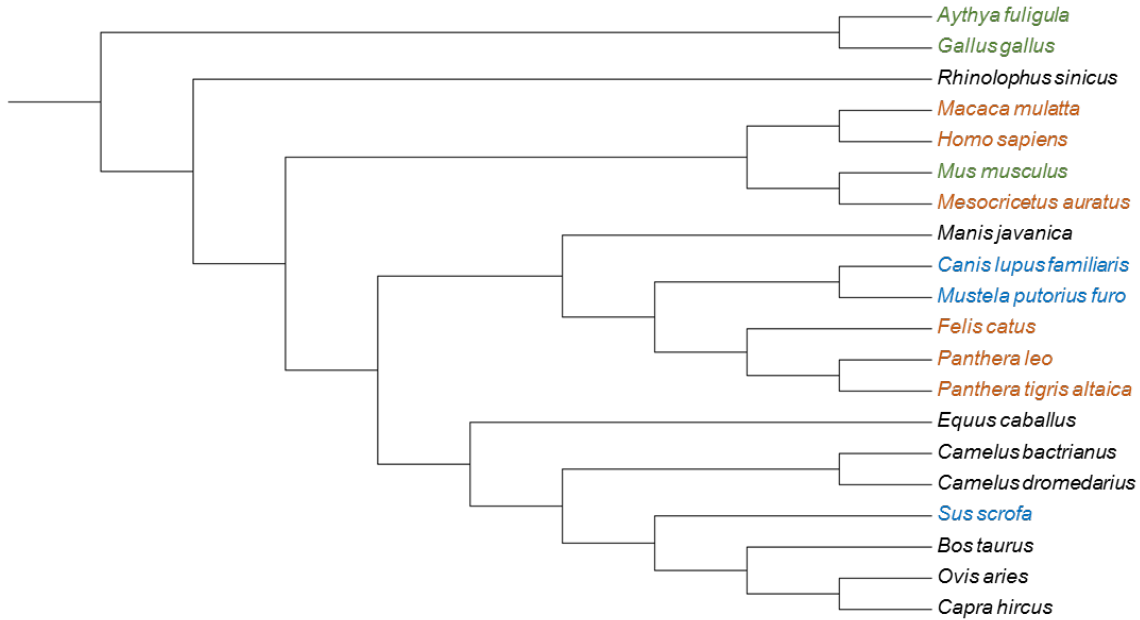 Aythya fuligula
Gallus gallus
Rhinolophus sinicus
Macaca mulatta
Homo sapiens
Mus musculus
Mesocricetus auratus
Manis javanica
Canis lupus familiaris
Mustela putorius furo
Felis catus
Panthera leo
Panthera tigris altaica
Equus caballus
Camelus bactrianus
Camelus dromedarius
Sus scrofa
Bos taurus
Ovis aries
Capra hircus